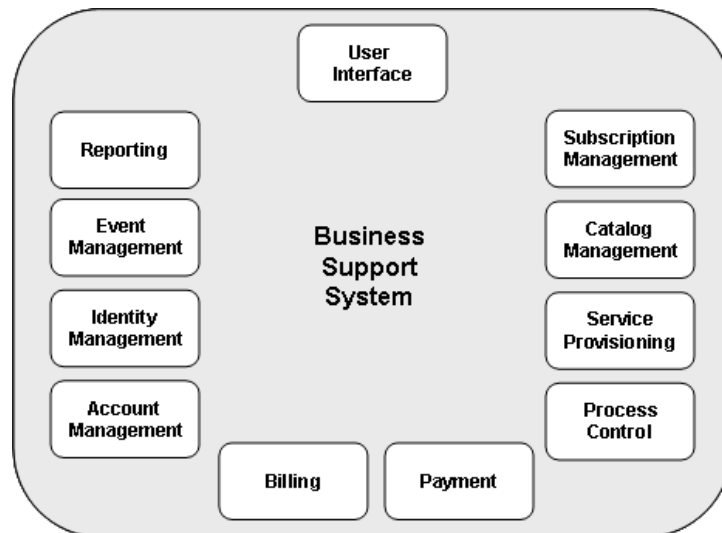 User
Interface
Reporting
Event
Management
Identity
Management
Account
Management
Business
Support
System
Subscription
Management
Catalog
Management
Service
Provisioning
Process
Control
Billing
Payment